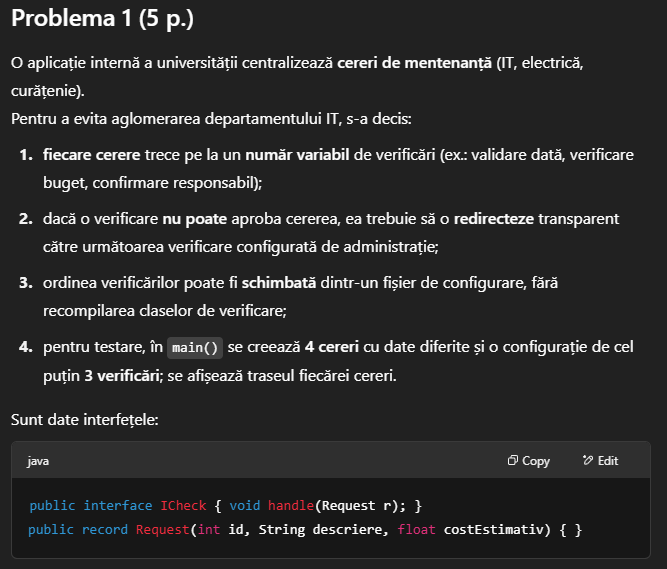 Problema 1 (5 p.)
O aplicație internă a universității centralizează cereri de mentenanță (IT, electrică,
curățenie).
Pentru a evita aglomerarea departamentului IT, s-a decis:
1. fiecare cerere trece pe la un număr variabil de verificări (ex.: validare dată, verificare
buget, confirmare responsabil);
2. dacă o verificare nu poate aproba cererea, ea trebuie să o redirecteze transparent
către următoarea verificare configurată de administrație;
3. ordinea verificărilor poate fi schimbată dintr-un fișier de configurare, fără
recompilarea claselor de verificare;
4. pentru testare, în main() se creează 4 cereri cu date diferite și o configurație de cel
puțin 3 verificări; se afișează traseul fiecărei cereri.
Sunt date interfețele:
java Copy Edit
public interface ICheck { void handle(Request r); }
public record Request(int id, String descriere, float costEstimativ) { }